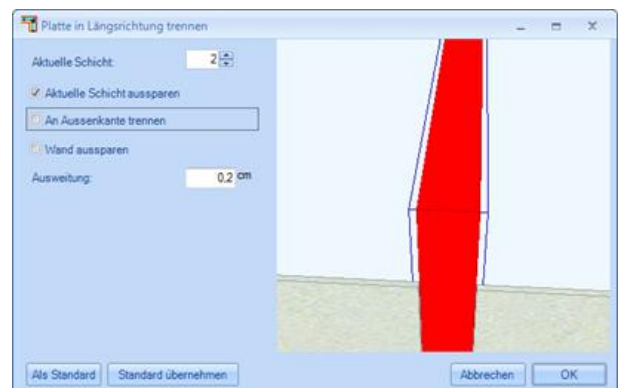 Platte in Längsrichtung trennen
Aktuelle Schicht: 2
Aktuelle Schicht aussparen
An Aussenkante trennen
Wand aussparen
Ausweitung: 0,2 cm
Als Standard Standard übernehmen Abbrechen OK